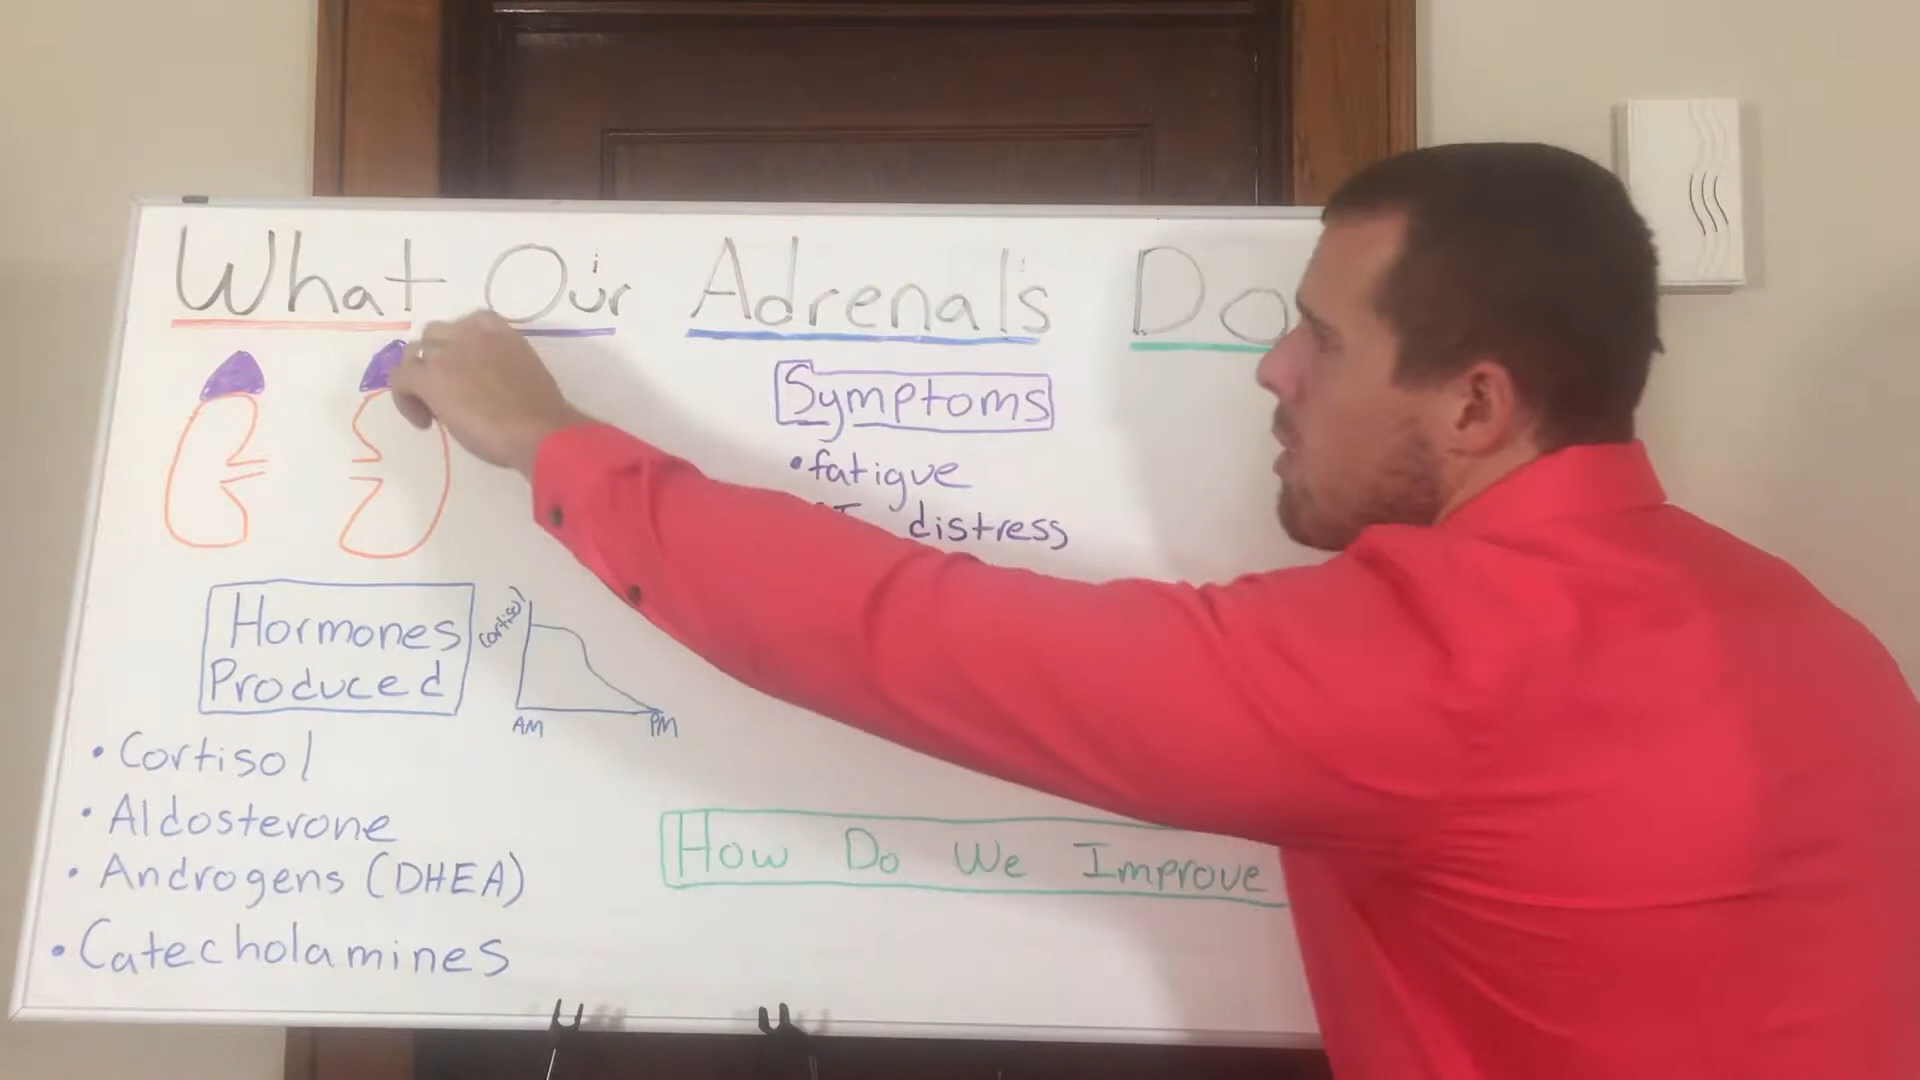 What Our Adrenals Do
Symptoms
• fatigue
distress
Hormones
Produced
Cortisol
AM PM
• Cortisol
• Aldosterone
• Androgens (DHEA)
• Catecholamines
How Do We Improve